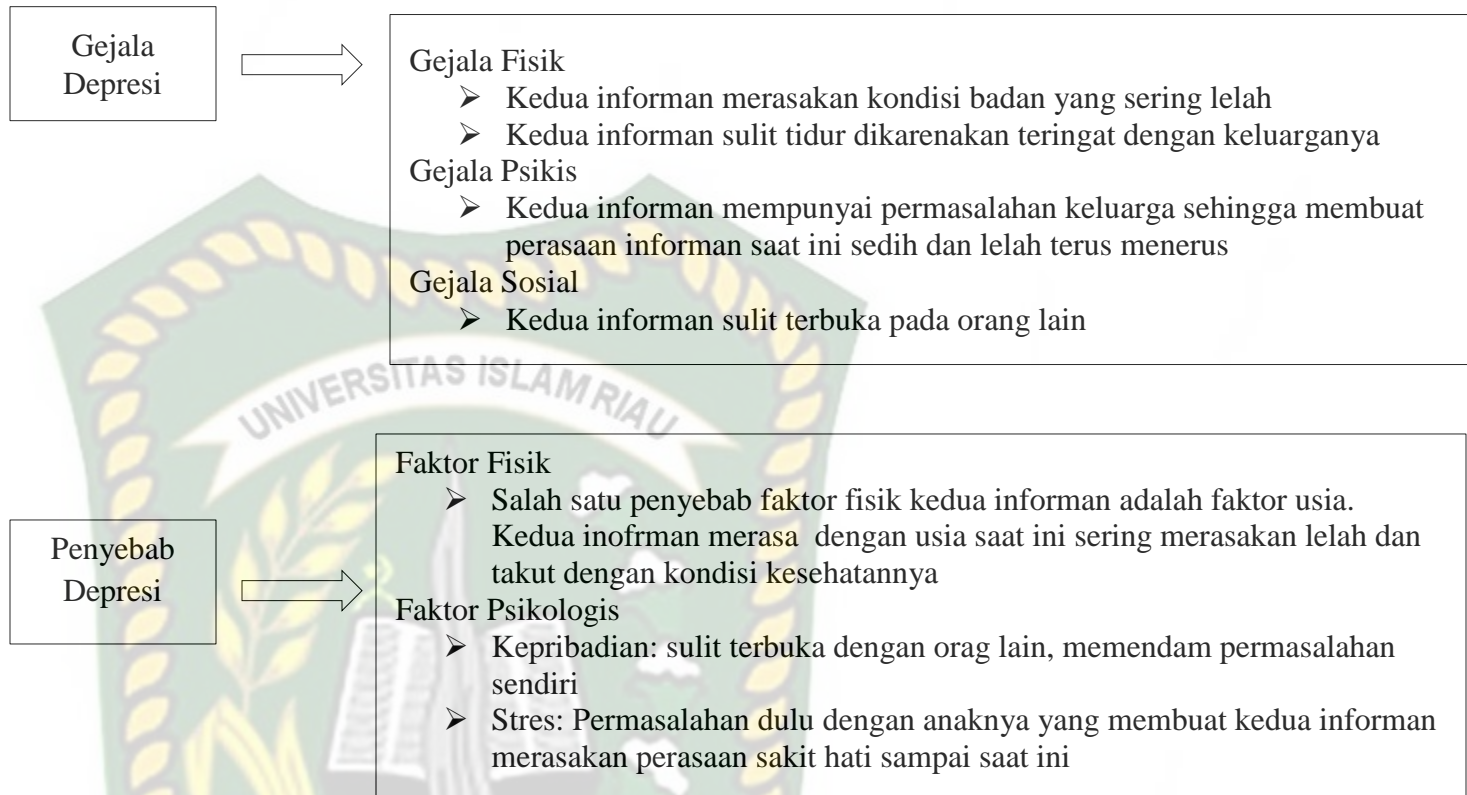 Gejala
Depresi
Gejala Fisik
➢ Kedua informan merasakan kondisi badan yang sering lelah
➢ Kedua informan sulit tidur dikarenakan teringat dengan keluarganya
Gejala Psikis
➢ Kedua informan mempunyai permasalahan keluarga sehingga membuat
perasaan informan saat ini sedih dan lelah terus menerus
Gejala Sosial
➢ Kedua informan sulit terbuka pada orang lain
UNIVERSITAS ISLAM RIAU
Penyebab
Depresi
Faktor Fisik
➢ Salah satu penyebab faktor fisik kedua informan adalah faktor usia.
Kedua inofrman merasa dengan usia saat ini sering merasakan lelah dan
takut dengan kondisi kesehatannya
Faktor Psikologis
➢ Kepribadian: sulit terbuka dengan orag lain, memendam permasalahan
sendiri
➢ Stres: Permasalahan dulu dengan anaknya yang membuat kedua informan
merasakan perasaan sakit hati sampai saat ini